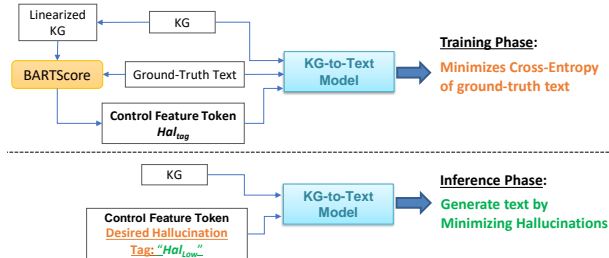 Linearized
KG
KG
BARTScore
Ground-Truth Text
Control Feature Token
Hal_tag
KG-to-Text
Model
Training Phase:
Minimizes Cross-Entropy
of ground-truth text
KG
Control Feature Token
Desired Hallucination
Tag: "Hal_Low"
KG-to-Text
Model
Inference Phase:
Generate text by
Minimizing Hallucinations